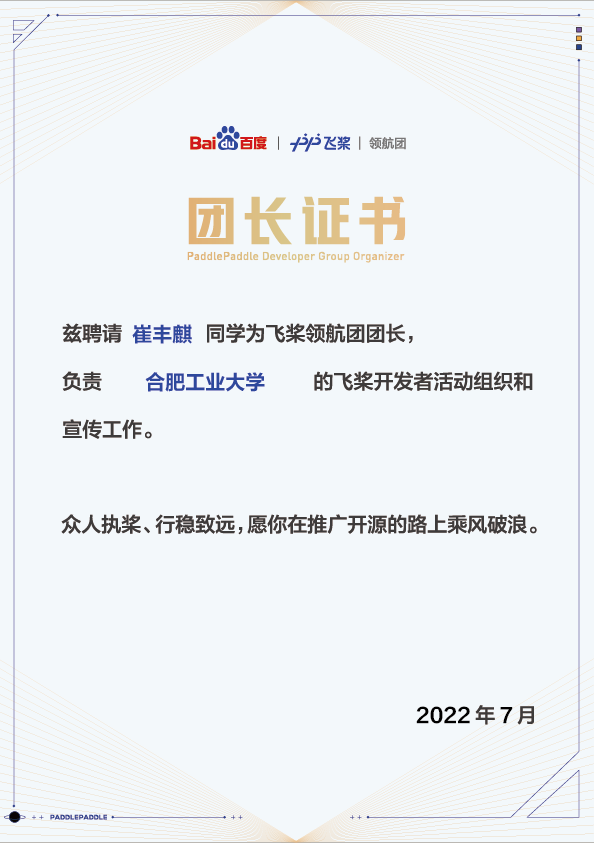 Bai du 百度 | 飞桨 | 领航团
团长证书
PaddlePaddle Developer Group Organizer
兹聘请 崔丰麒 同学为飞桨领航团团长，
负责 合肥工业大学 的飞桨开发者活动组织和
宣传工作。
众人执桨、行稳致远，愿你在推广开源的路上乘风破浪。
2022 年 7 月
PADDLEPADDLE